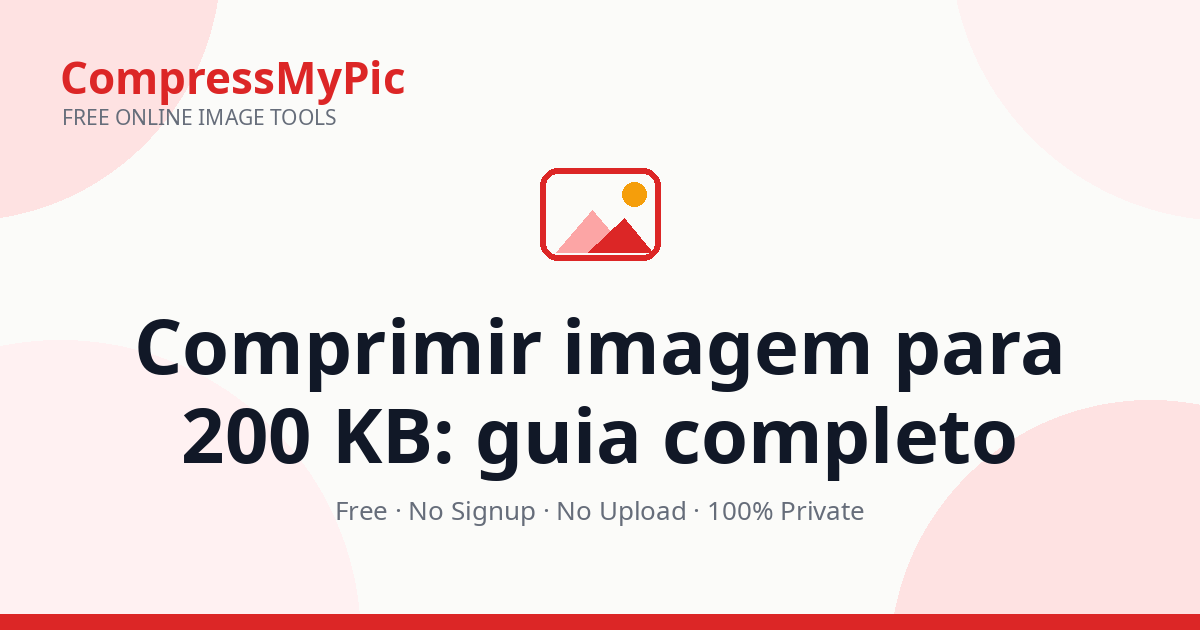 CompressMyPic
FREE ONLINE IMAGE TOOLS
Comprimir imagem para
200 KB: guia completo
Free · No Signup · No Upload · 100% Private